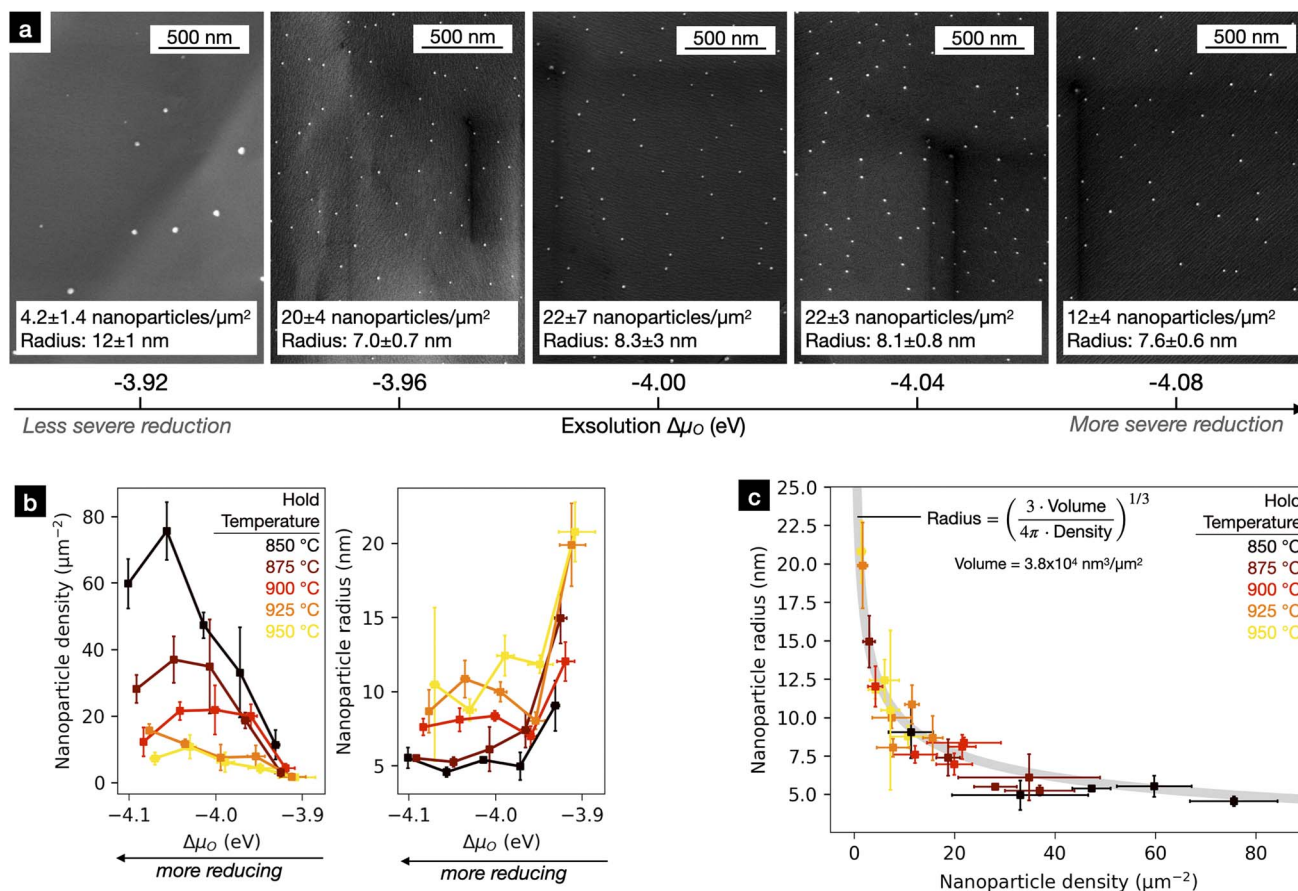 a
500 nm
500 nm
500 nm
500 nm
500 nm
4.2±1.4 nanoparticles/µm²
Radius: 12±1 nm
20±4 nanoparticles/µm²
Radius: 7.0±0.7 nm
22±7 nanoparticles/µm²
Radius: 8.3±3 nm
22±3 nanoparticles/µm²
Radius: 8.1±0.8 nm
12±4 nanoparticles/µm²
Radius: 7.6±0.6 nm
-3.92
-3.96
-4.00
-4.04
-4.08
Less severe reduction
Exsolution Δμ_O (eV)
More severe reduction
b
Nanoparticle density (µm⁻²)
80
60
40
20
0
Hold
Temperature
850 °C
875 °C
900 °C
925 °C
950 °C
−4.1
−4.0
−3.9
Δμ_O (eV)
more reducing
Nanoparticle radius (nm)
20
15
10
5
−4.1
−4.0
−3.9
Δμ_O (eV)
more reducing
c
Nanoparticle radius (nm)
25.0
22.5
20.0
17.5
15.0
12.5
10.0
7.5
5.0
Radius = (3 · Volume / 4π · Density)^1/3
Volume = 3.8x10⁴ nm³/µm²
Hold
Temperature
850 °C
875 °C
900 °C
925 °C
950 °C
0
20
40
60
80
Nanoparticle density (µm⁻²)